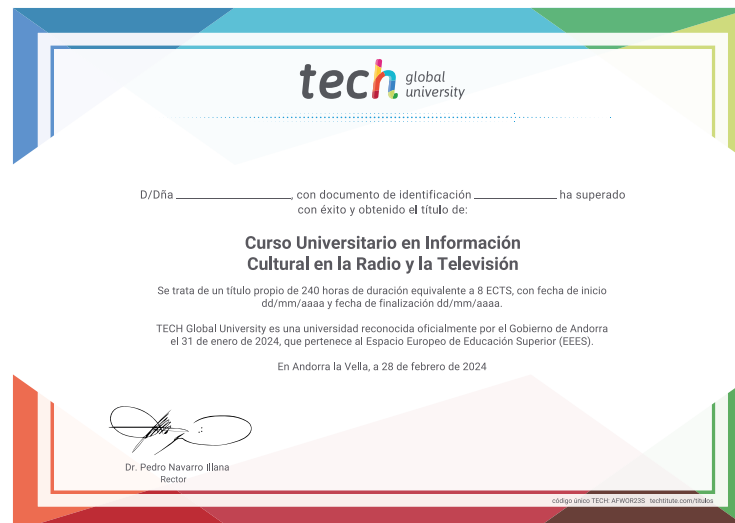 tech global university
D/Dña ____________________, con documento de identificación ______________ ha superado
con éxito y obtenido el título de:
Curso Universitario en Información
Cultural en la Radio y la Televisión
Se trata de un título propio de 240 horas de duración equivalente a 8 ECTS, con fecha de inicio
dd/mm/aaaa y fecha de finalización dd/mm/aaaa.
TECH Global University es una universidad reconocida oficialmente por el Gobierno de Andorra
el 31 de enero de 2024, que pertenece al Espacio Europeo de Educación Superior (EEES).
En Andorra la Vella, a 28 de febrero de 2024
Dr. Pedro Navarro Illana
Rector
código único TECH: AFWOR23S techtitute.com/titulos